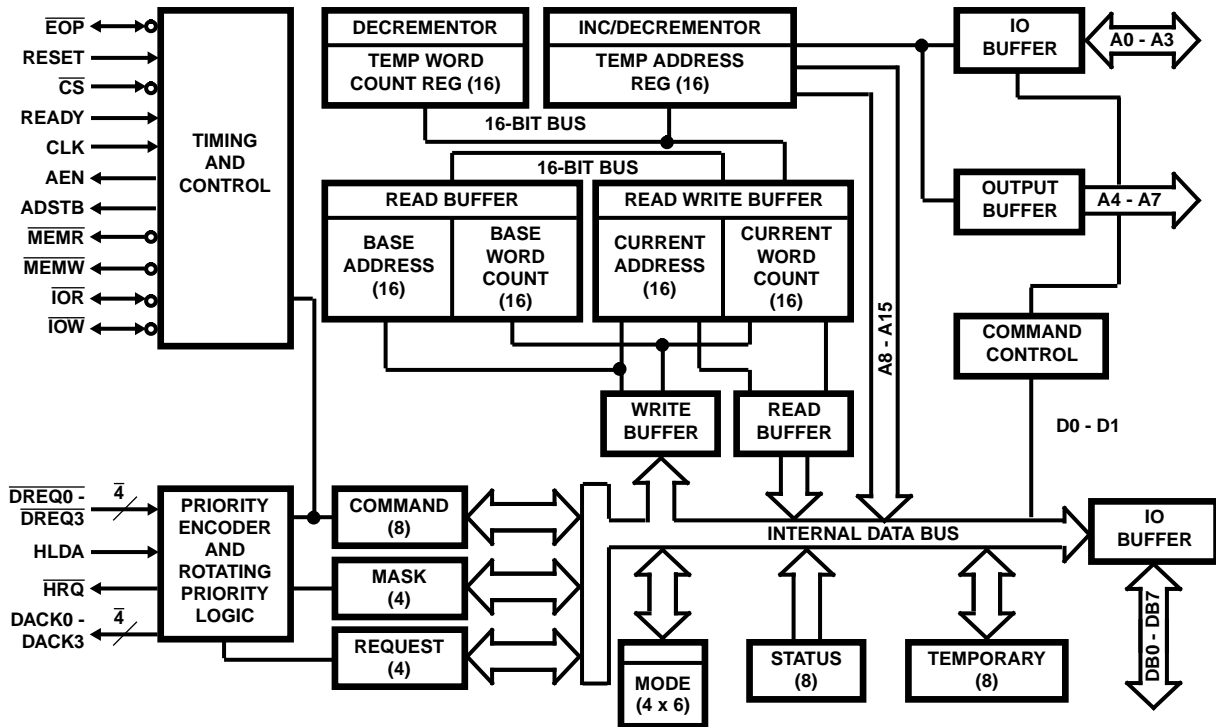 EOP
RESET
CS
READY
CLK
AEN
ADSTB
MEMR
MEMW
IOR
IOW
TIMING
AND
CONTROL
DECREMENTOR
TEMP WORD
COUNT REG (16)
INC/DECREMENTOR
TEMP ADDRESS
REG (16)
16-BIT BUS
16-BIT BUS
READ BUFFER
BASE
ADDRESS
(16)
BASE
WORD
COUNT
(16)
READ WRITE BUFFER
CURRENT
ADDRESS
(16)
CURRENT
WORD
COUNT
(16)
A8 - A15
IO
BUFFER
A0 - A3
OUTPUT
BUFFER
A4 - A7
COMMAND
CONTROL
D0 - D1
WRITE
BUFFER
READ
BUFFER
DREQ0 -
DREQ3
4
HLDA
HRQ
DACK0 -
DACK3
4
PRIORITY
ENCODER
AND
ROTATING
PRIORITY
LOGIC
COMMAND
(8)
MASK
(4)
REQUEST
(4)
INTERNAL DATA BUS
IO
BUFFER
MODE
(4 x 6)
STATUS
(8)
TEMPORARY
(8)
DB0 - DB7